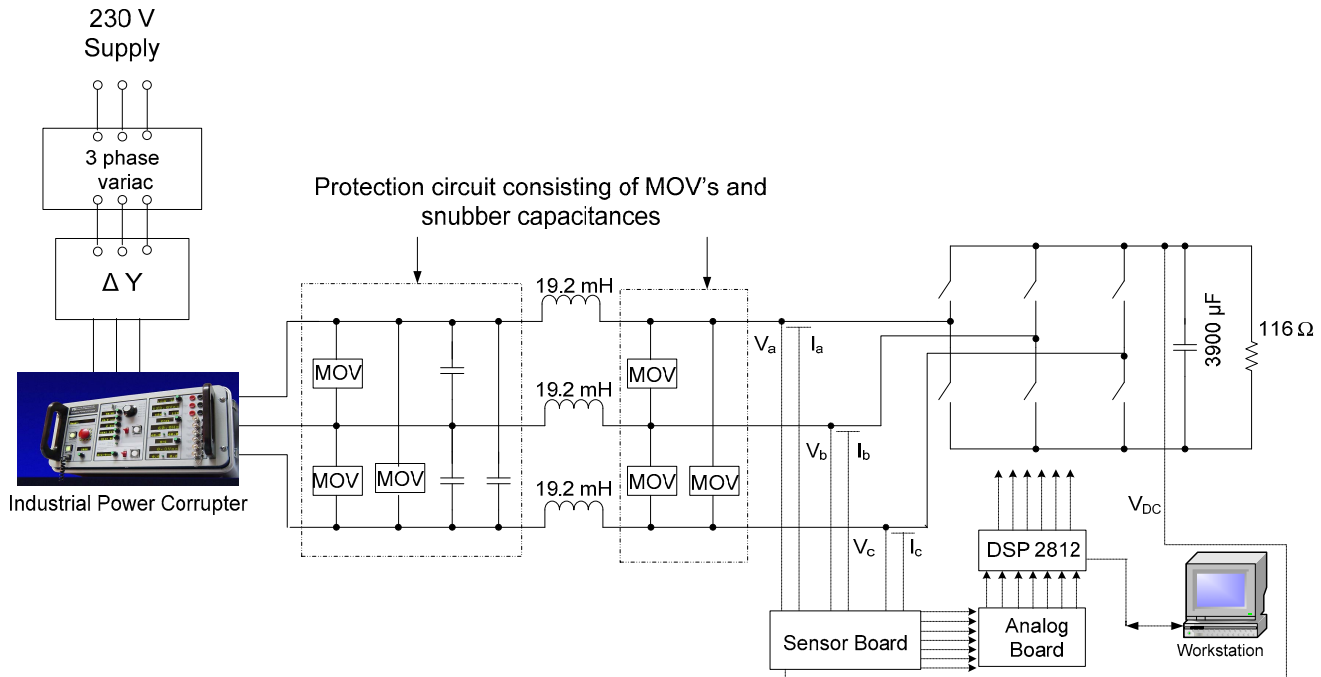 230 V
Supply
3 phase
variac
Δ Y
Industrial Power Corrupter
Protection circuit consisting of MOV's and
snubber capacitances
MOV
MOV
MOV
19.2 mH
19.2 mH
19.2 mH
MOV
MOV
MOV
Va
Ia
Vb
Ib
Vc
Ic
3900 µF
116 Ω
VDC
DSP 2812
Sensor Board
Analog
Board
Workstation